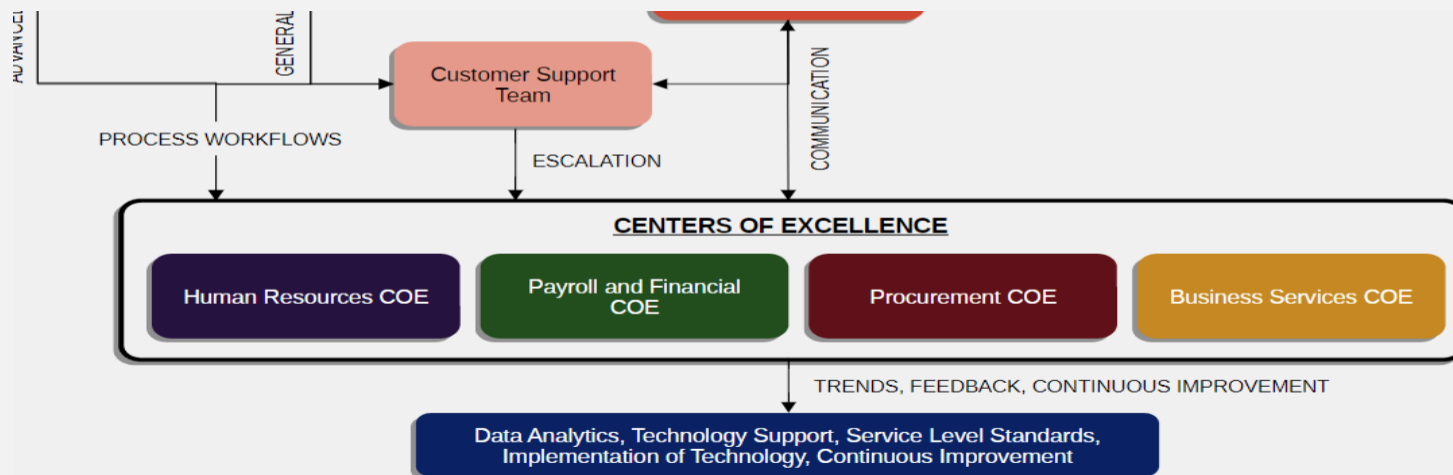 ADVANCED
GENERAL
Customer Support
Team
COMMUNICATION
PROCESS WORKFLOWS
ESCALATION
CENTERS OF EXCELLENCE
Human Resources COE
Payroll and Financial
COE
Procurement COE
Business Services COE
TRENDS, FEEDBACK, CONTINUOUS IMPROVEMENT
Data Analytics, Technology Support, Service Level Standards,
Implementation of Technology, Continuous Improvement